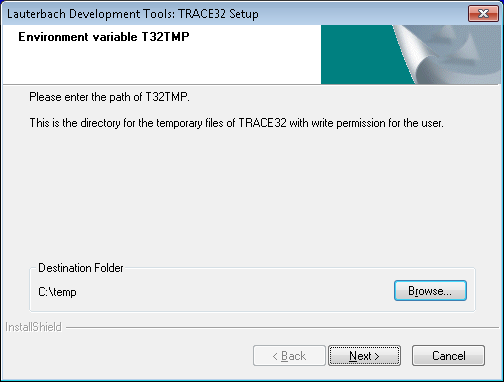 Lauterbach Development Tools: TRACE32 Setup
Environment variable T32TMP
Please enter the path of T32TMP.
This is the directory for the temporary files of TRACE32 with write permission for the user.
Destination Folder
C:\temp
Browse...
InstallShield
< Back
Next >
Cancel